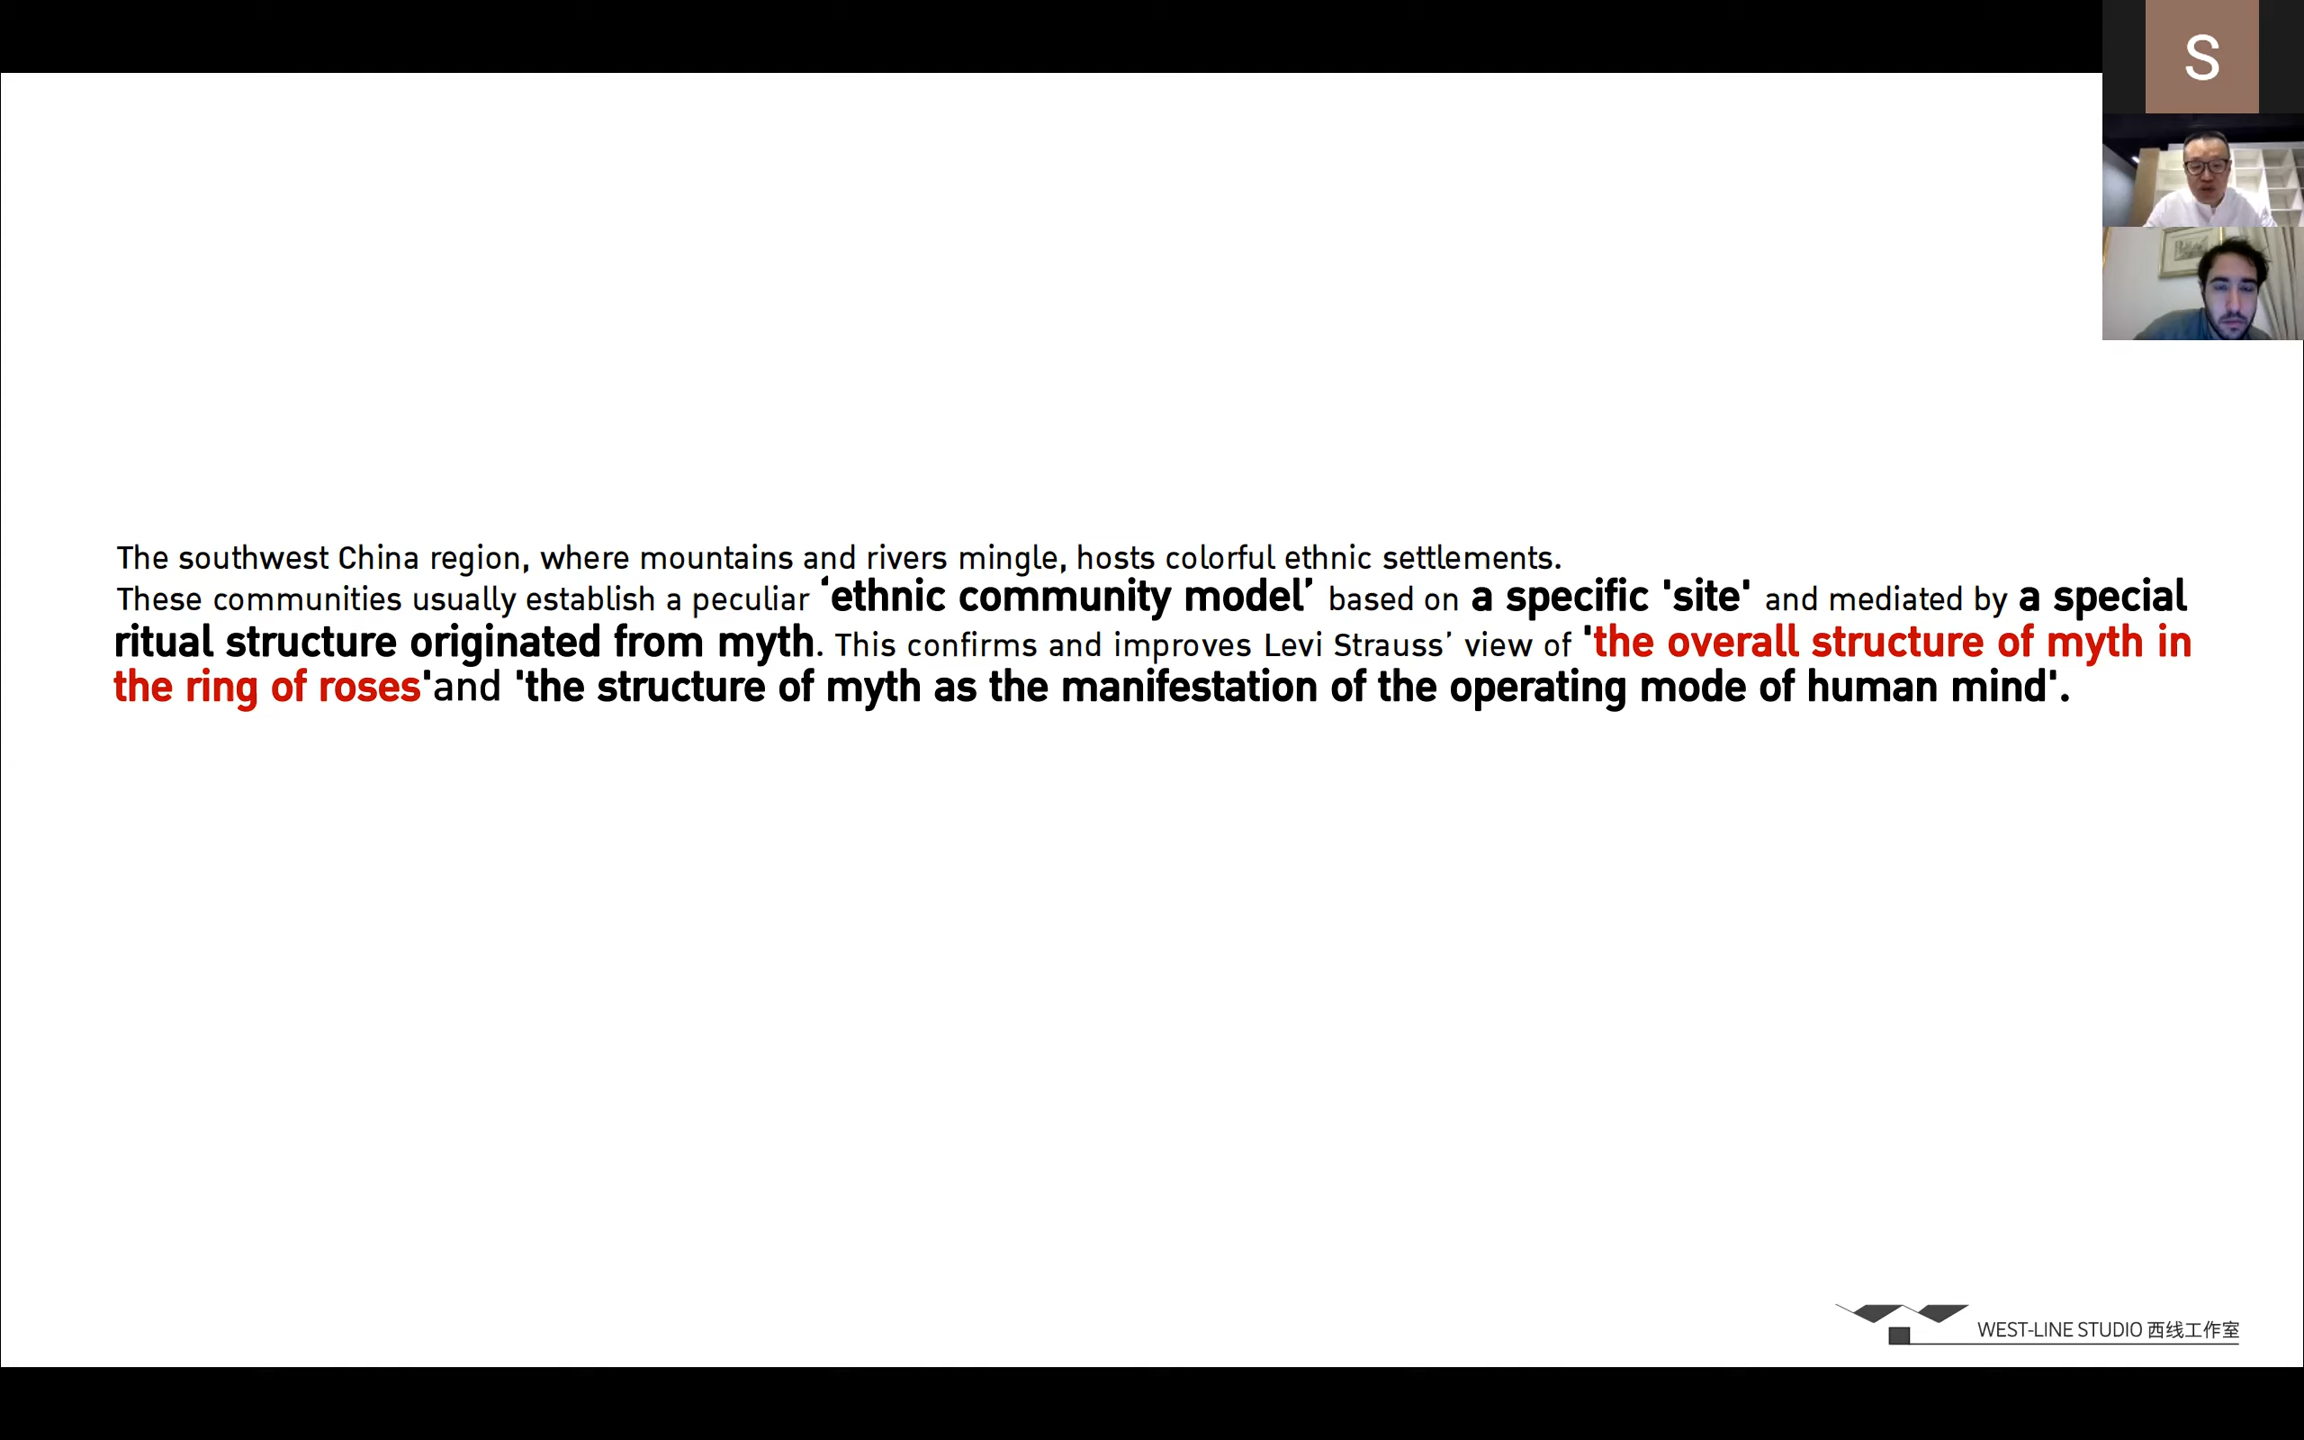 S
The southwest China region, where mountains and rivers mingle, hosts colorful ethnic settlements.
These communities usually establish a peculiar ‘ethnic community model’ based on a specific 'site' and mediated by a special
ritual structure originated from myth. This confirms and improves Levi Strauss’ view of 'the overall structure of myth in
the ring of roses'and 'the structure of myth as the manifestation of the operating mode of human mind'.
WEST-LINE STUDIO 西线工作室